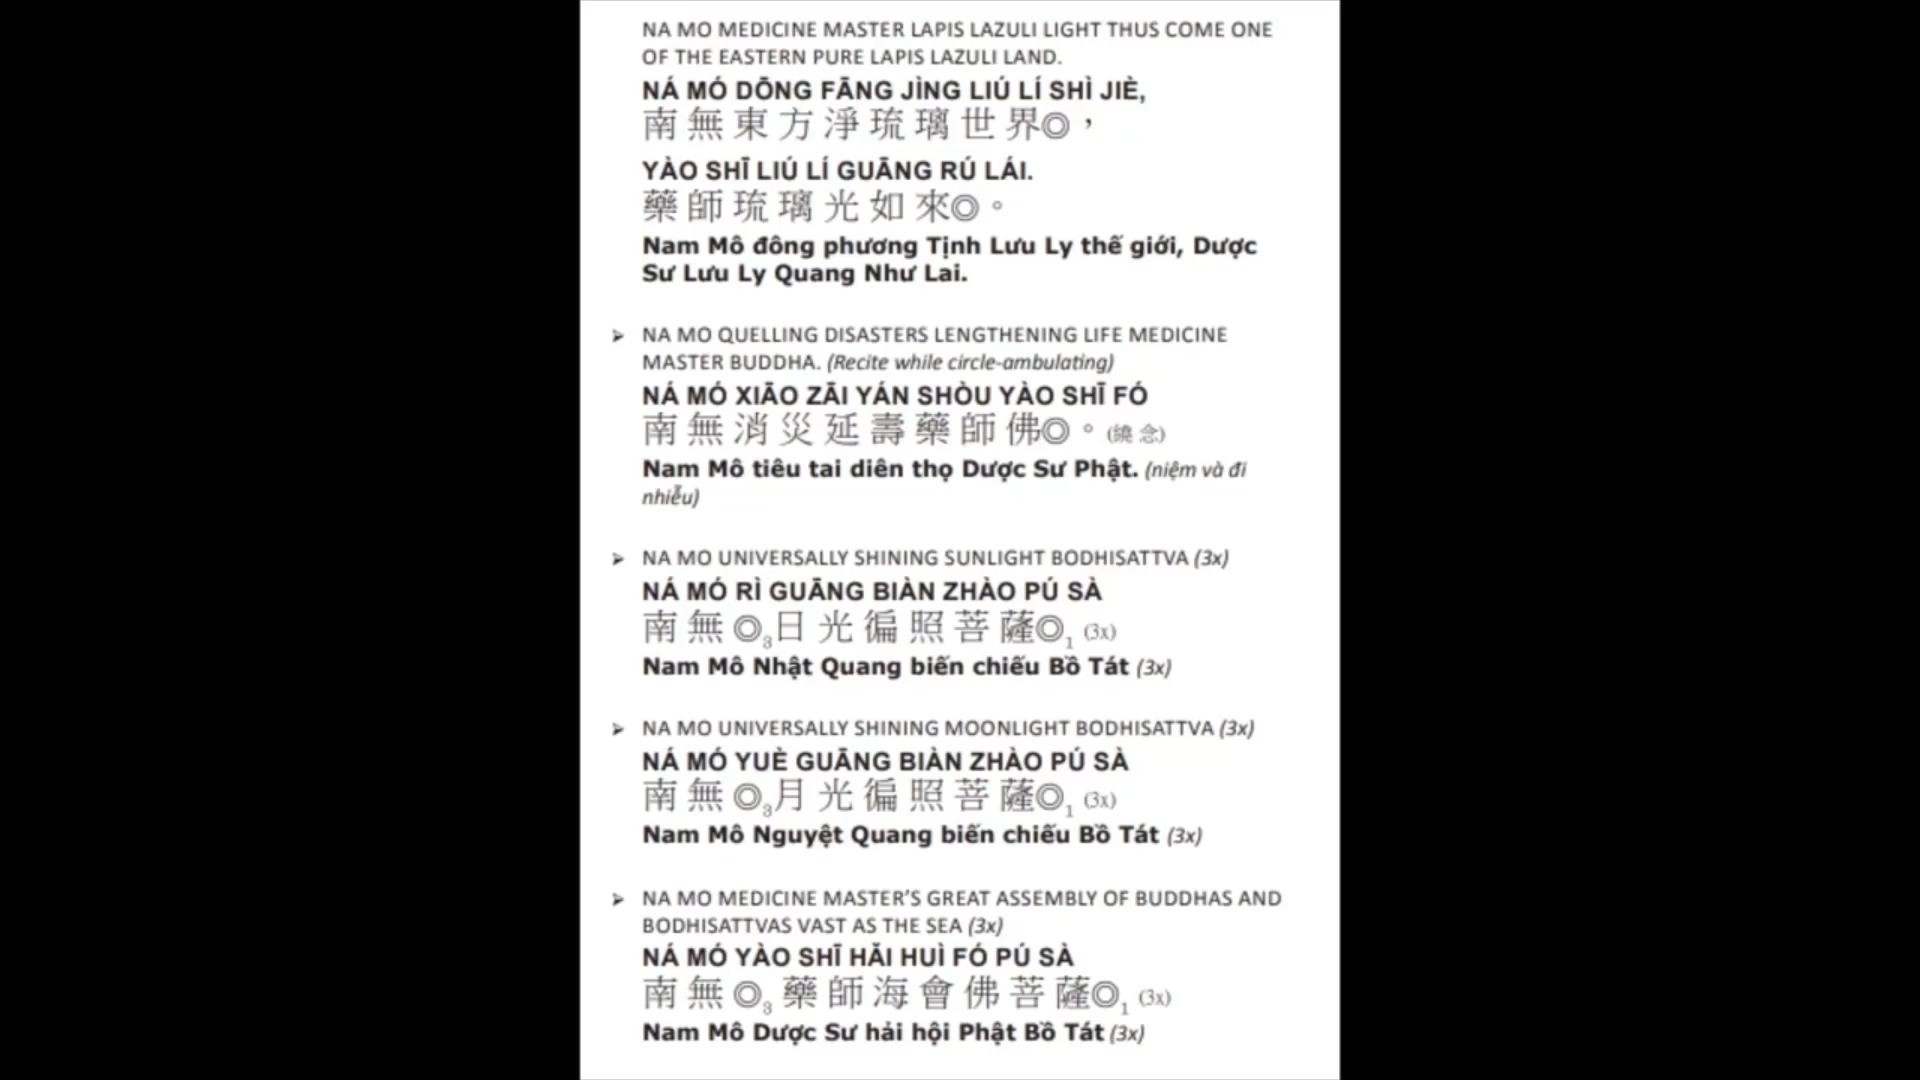 NA MO MEDICINE MASTER LAPIS LAZULI LIGHT THUS COME ONE
OF THE EASTERN PURE LAPIS LAZULI LAND.
NÁ MÓ DŌNG FĀNG JÌNG LIÚ LÍ SHÌ JIÈ,
南無東方淨琉璃世界◎，
YÀO SHĪ LIÚ LÍ GUĀNG RÚ LÁI.
藥師琉璃光如來◎。
Nam Mô đông phương Tịnh Lưu Ly thế giới, Dược
Sư Lưu Ly Quang Như Lai.
➢ NA MO QUELLING DISASTERS LENGTHENING LIFE MEDICINE
MASTER BUDDHA. (Recite while circle-ambulating)
NÁ MÓ XIĀO ZĀI YÁN SHÒU YÀO SHĪ FÓ
南無消災延壽藥師佛◎。(繞念)
Nam Mô tiêu tai diên thọ Dược Sư Phật. (niệm và đi
nhiễu)
➢ NA MO UNIVERSALLY SHINING SUNLIGHT BODHISATTVA (3x)
NÁ MÓ RÌ GUĀNG BIÀN ZHÀO PÚ SÀ
南無◎3日光徧照菩薩◎1 (3x)
Nam Mô Nhật Quang biến chiếu Bồ Tát (3x)
➢ NA MO UNIVERSALLY SHINING MOONLIGHT BODHISATTVA (3x)
NÁ MÓ YUÈ GUĀNG BIÀN ZHÀO PÚ SÀ
南無◎3月光徧照菩薩◎1 (3x)
Nam Mô Nguyệt Quang biến chiếu Bồ Tát (3x)
➢ NA MO MEDICINE MASTER’S GREAT ASSEMBLY OF BUDDHAS AND
BODHISATTVAS VAST AS THE SEA (3x)
NÁ MÓ YÀO SHĪ HǍI HUÌ FÓ PÚ SÀ
南無◎3藥師海會佛菩薩◎1 (3x)
Nam Mô Dược Sư hải hội Phật Bồ Tát (3x)